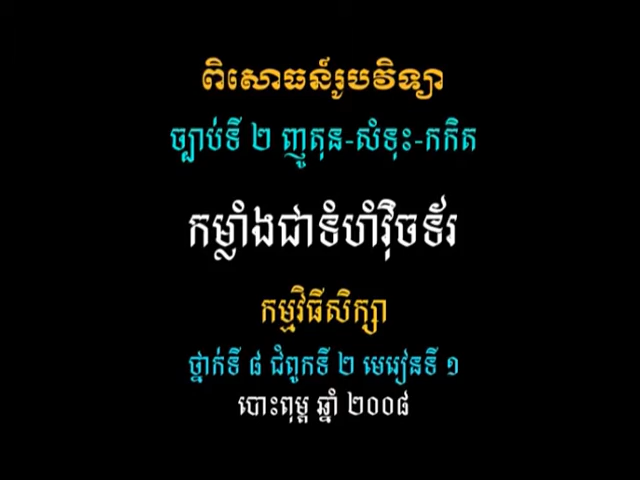 ពិសោធន៍រូបវិទ្យា
ច្បាប់ទី ២ ញូតុន-សំទុះ-កកិត
កម្លាំងជាទំហំវ៉ិចទ័រ
កម្មវិធីសិក្សា
ថ្នាក់ទី ៨ ជំពូកទី ២ មេរៀនទី ១
បោះពុម្ព ឆ្នាំ ២០០៨